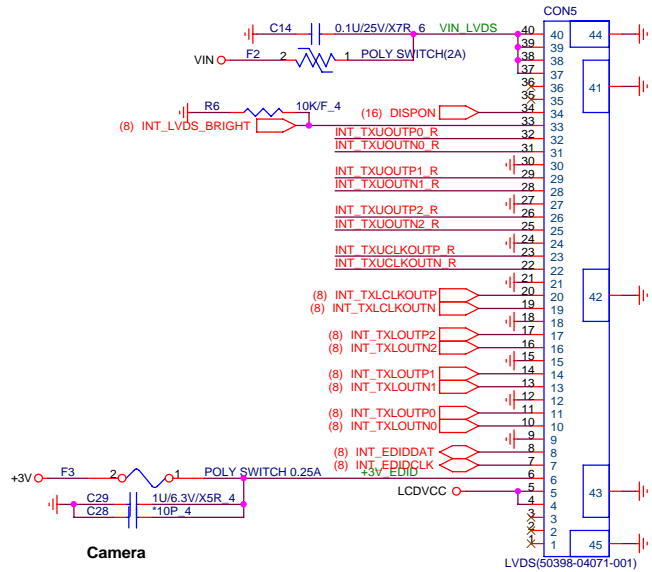 CON5
C14 0.1U/25V/X7R_6 VIN_LVDS 40 40 44
39 39
VIN F2 2 1 POLY SWITCH(2A) 38 38
37 37
36 36 41
35 35
R6 10K/F_4 (16) DISPON 34 34
(8) INT_LVDS_BRIGHT 33 33
INT_TXUOUTP0_R 32 32
INT_TXUOUTN0_R 31 31
30 30
INT_TXUOUTP1_R 29 29
INT_TXUOUTN1_R 28 28
27 27
INT_TXUOUTP2_R 26 26
INT_TXUOUTN2_R 25 25
24 24
INT_TXUCLKOUTP_R 23 23
INT_TXUCLKOUTN_R 22 22
21 21
(8) INT_TXLCLKOUTP 20 20 42
(8) INT_TXLCLKOUTN 19 19
18 18
(8) INT_TXLOUTP2 17 17
(8) INT_TXLOUTN2 16 16
15 15
(8) INT_TXLOUTP1 14 14
(8) INT_TXLOUTN1 13 13
12 12
(8) INT_TXLOUTP0 11 11
(8) INT_TXLOUTN0 10 10
9 9
(8) INT_EDIDDAT 8 8
(8) INT_EDIDCLK 7 7
+3V F3 2 1 POLY SWITCH 0.25A +3V_EDID 6 6
LCDVCC 5 5 43
C29 1U/6.3V/X5R_4 4 4
C28 *10P_4 3 3
2 2
1 1 45
Camera
LVDS(50398-04071-001)